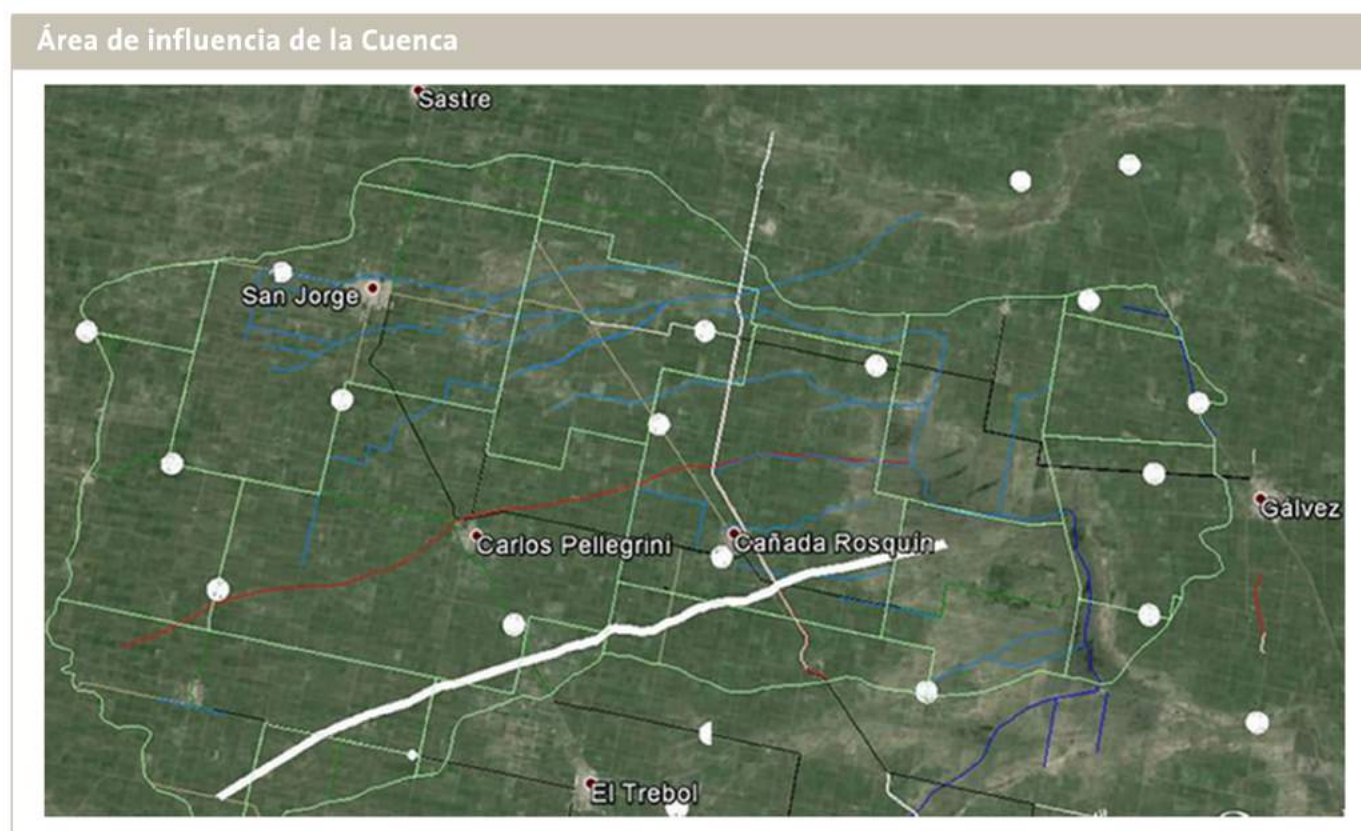 Área de influencia de la Cuenca
Sastre
San Jorge
Carlos Pellegrini
Cañada Rosquín
Gálvez
El Trebol